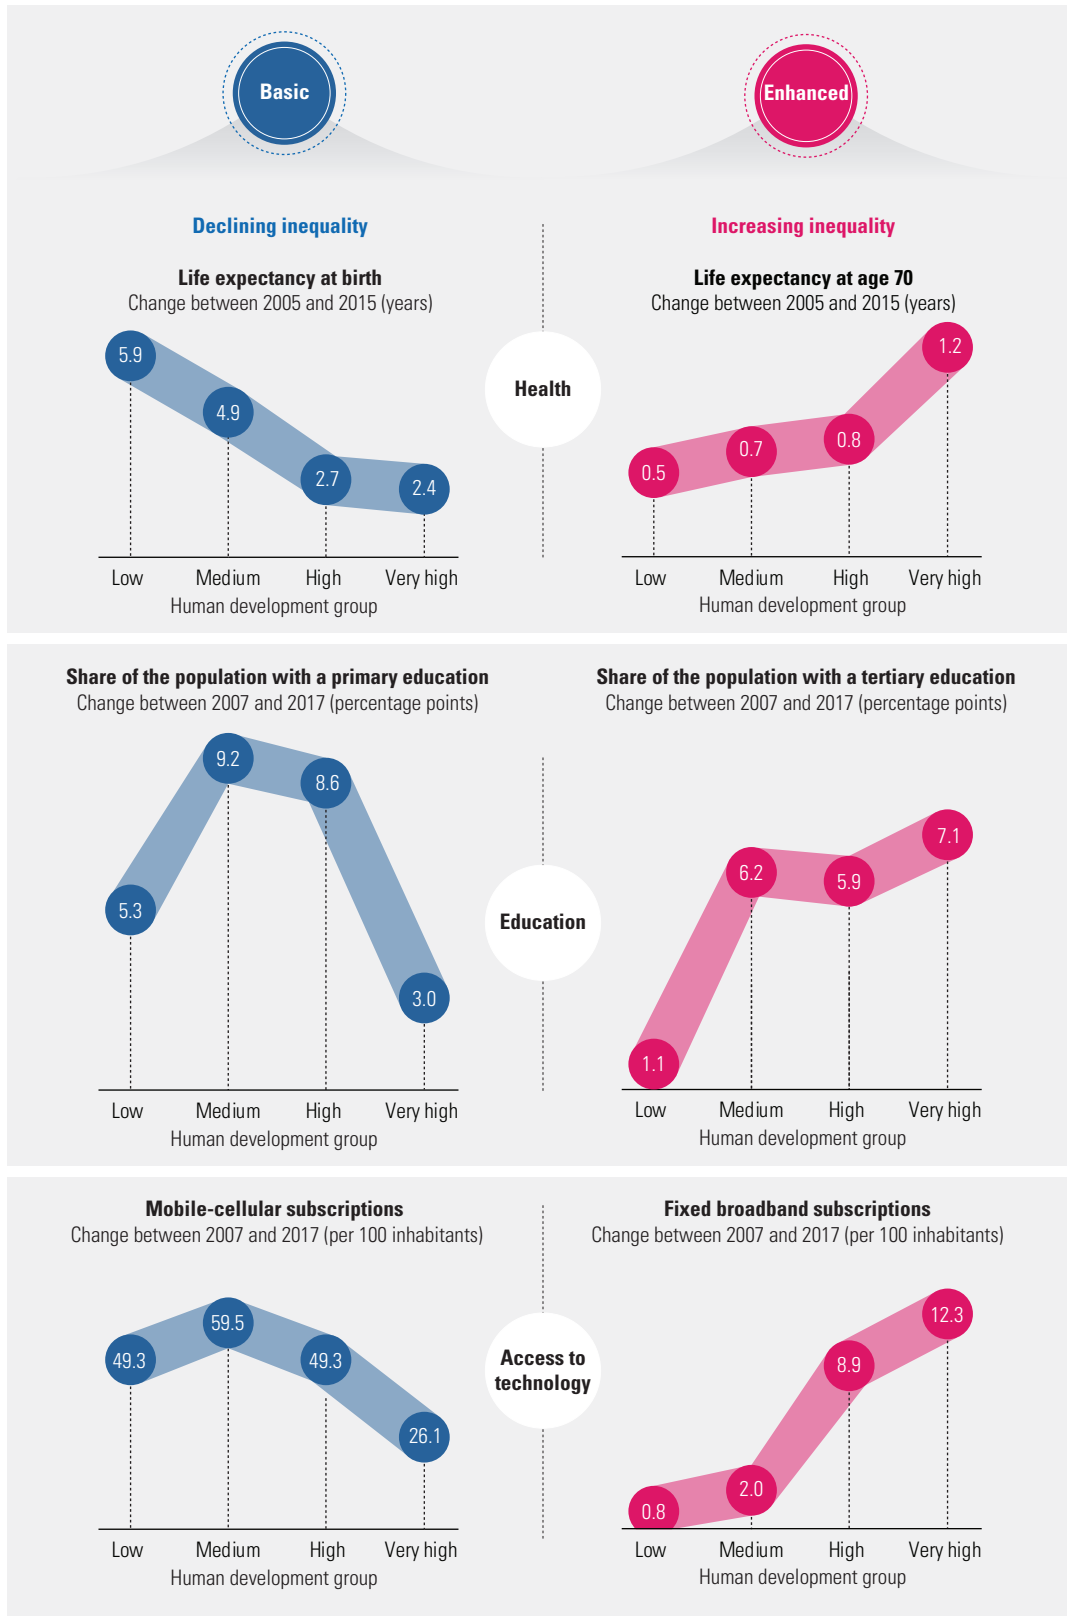 Basic
Enhanced
Declining inequality
Increasing inequality
Life expectancy at birth
Change between 2005 and 2015 (years)
5.9
4.9
2.7
2.4
Low Medium High Very high
Human development group
Health
Life expectancy at age 70
Change between 2005 and 2015 (years)
0.5
0.7
0.8
1.2
Low Medium High Very high
Human development group
Share of the population with a primary education
Change between 2007 and 2017 (percentage points)
5.3
9.2
8.6
3.0
Low Medium High Very high
Human development group
Education
Share of the population with a tertiary education
Change between 2007 and 2017 (percentage points)
1.1
6.2
5.9
7.1
Low Medium High Very high
Human development group
Mobile-cellular subscriptions
Change between 2007 and 2017 (per 100 inhabitants)
49.3
59.5
49.3
26.1
Low Medium High Very high
Human development group
Access to
technology
Fixed broadband subscriptions
Change between 2007 and 2017 (per 100 inhabitants)
0.8
2.0
8.9
12.3
Low Medium High Very high
Human development group